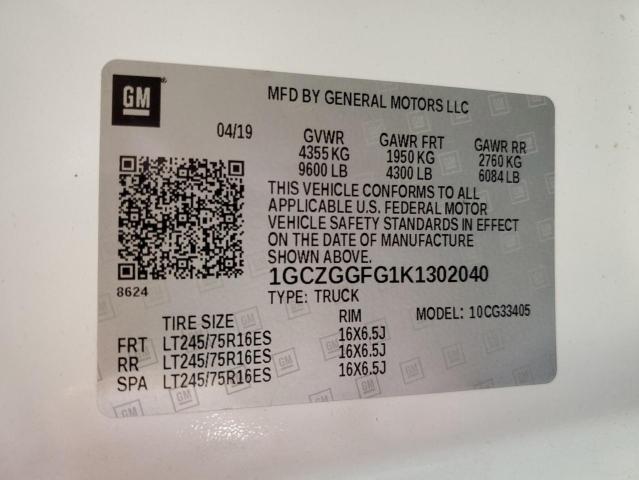 GM
MFD BY GENERAL MOTORS LLC
04/19 GVWR GAWR FRT GAWR RR
4355 KG 1950 KG 2760 KG
9600 LB 4300 LB 6084 LB
THIS VEHICLE CONFORMS TO ALL
APPLICABLE U.S. FEDERAL MOTOR
VEHICLE SAFETY STANDARDS IN EFFECT
ON THE DATE OF MANUFACTURE
SHOWN ABOVE.
8624
1GCZGGFG1K1302040
TYPE: TRUCK MODEL: 10CG33405
TIRE SIZE RIM
FRT LT245/75R16ES 16X6.5J
RR LT245/75R16ES 16X6.5J
SPA LT245/75R16ES 16X6.5J